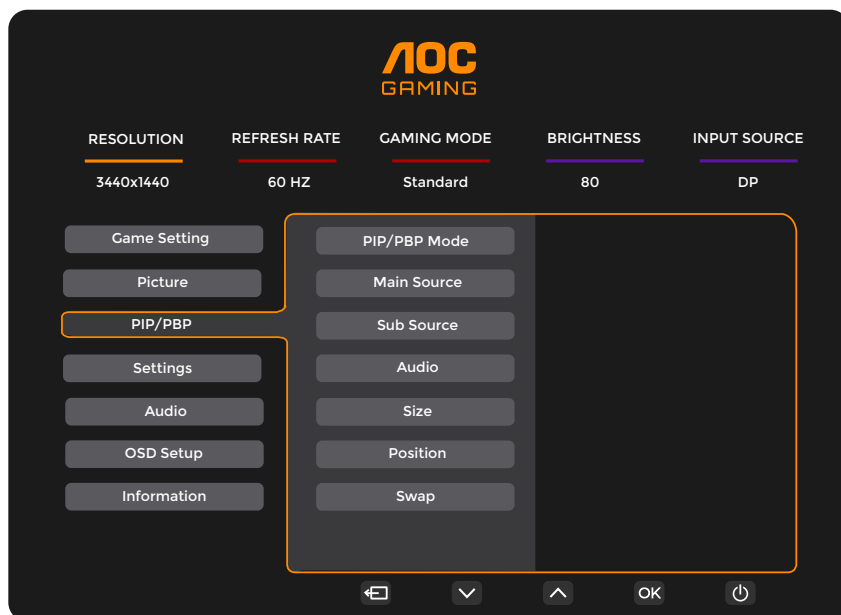 AOC
GAMING
RESOLUTION REFRESH RATE GAMING MODE BRIGHTNESS INPUT SOURCE
3440x1440 60 HZ Standard 80 DP
Game Setting
Picture
PIP/PBP
Settings
Audio
OSD Setup
Information
PIP/PBP Mode
Main Source
Sub Source
Audio
Size
Position
Swap
OK